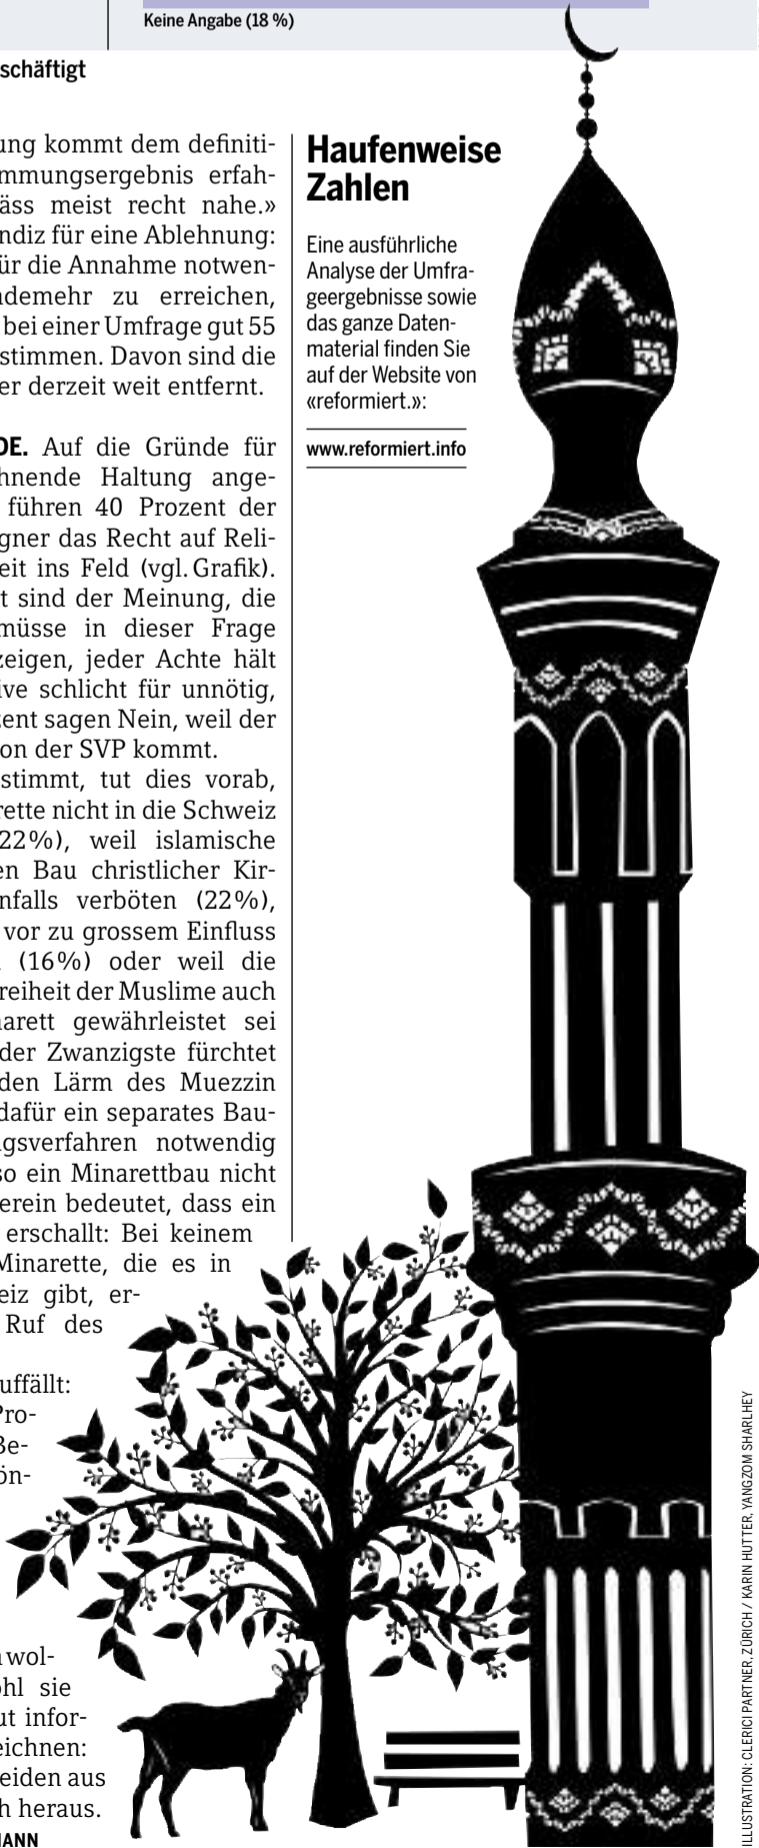 Keine Angabe (18 %)
schäftigt
ung kommt dem definiti-
mmungsergebnis erfah-
äss meist recht nahe.»
ndiz für eine Ablehnung:
ür die Annahme notwen-
ndemehr zu erreichen,
bei einer Umfrage gut 55
stimmen. Davon sind die
er derzeit weit entfernt.
DE. Auf die Gründe für
hnende Haltung ange-
führen 40 Prozent der
gner das Recht auf Reli-
eit ins Feld (vgl. Grafik).
t sind der Meinung, die
müsse in dieser Frage
zeigen, jeder Achte hält
ive schlicht für unnötig,
zent sagen Nein, weil der
on der SVP kommt.
stimmt, tut dies vorab,
rette nicht in die Schweiz
22%), weil islamische
en Bau christlicher Kir-
nfalls verböten (22%),
vor zu grossem Einfluss
(16%) oder weil die
reiheit der Muslime auch
narett gewährleistet sei
der Zwanzigste fürchtet
den Lärm des Muezzin
dafür ein separates Bau-
ngsverfahren notwendig
so ein Minarettbau nicht
erein bedeutet, dass ein
erschallt: Bei keinem
Minarette, die es in
eiz gibt, er-
Ruf des
uffällt:
Pro-
Be-
ön-
wol-
ohl sie
ut infor-
eichnen:
eiden aus
h heraus.
MANN
Haufenweise
Zahlen
Eine ausführliche
Analyse der Umfra-
geergebnisse sowie
das ganze Daten-
material finden Sie
auf der Website von
«reformiert.»:
www.reformiert.info
ILLUSTRATION: CLERICI PARTNER, ZÜRICH / KARIN HUTTER, YANGZOM SHARLHEY